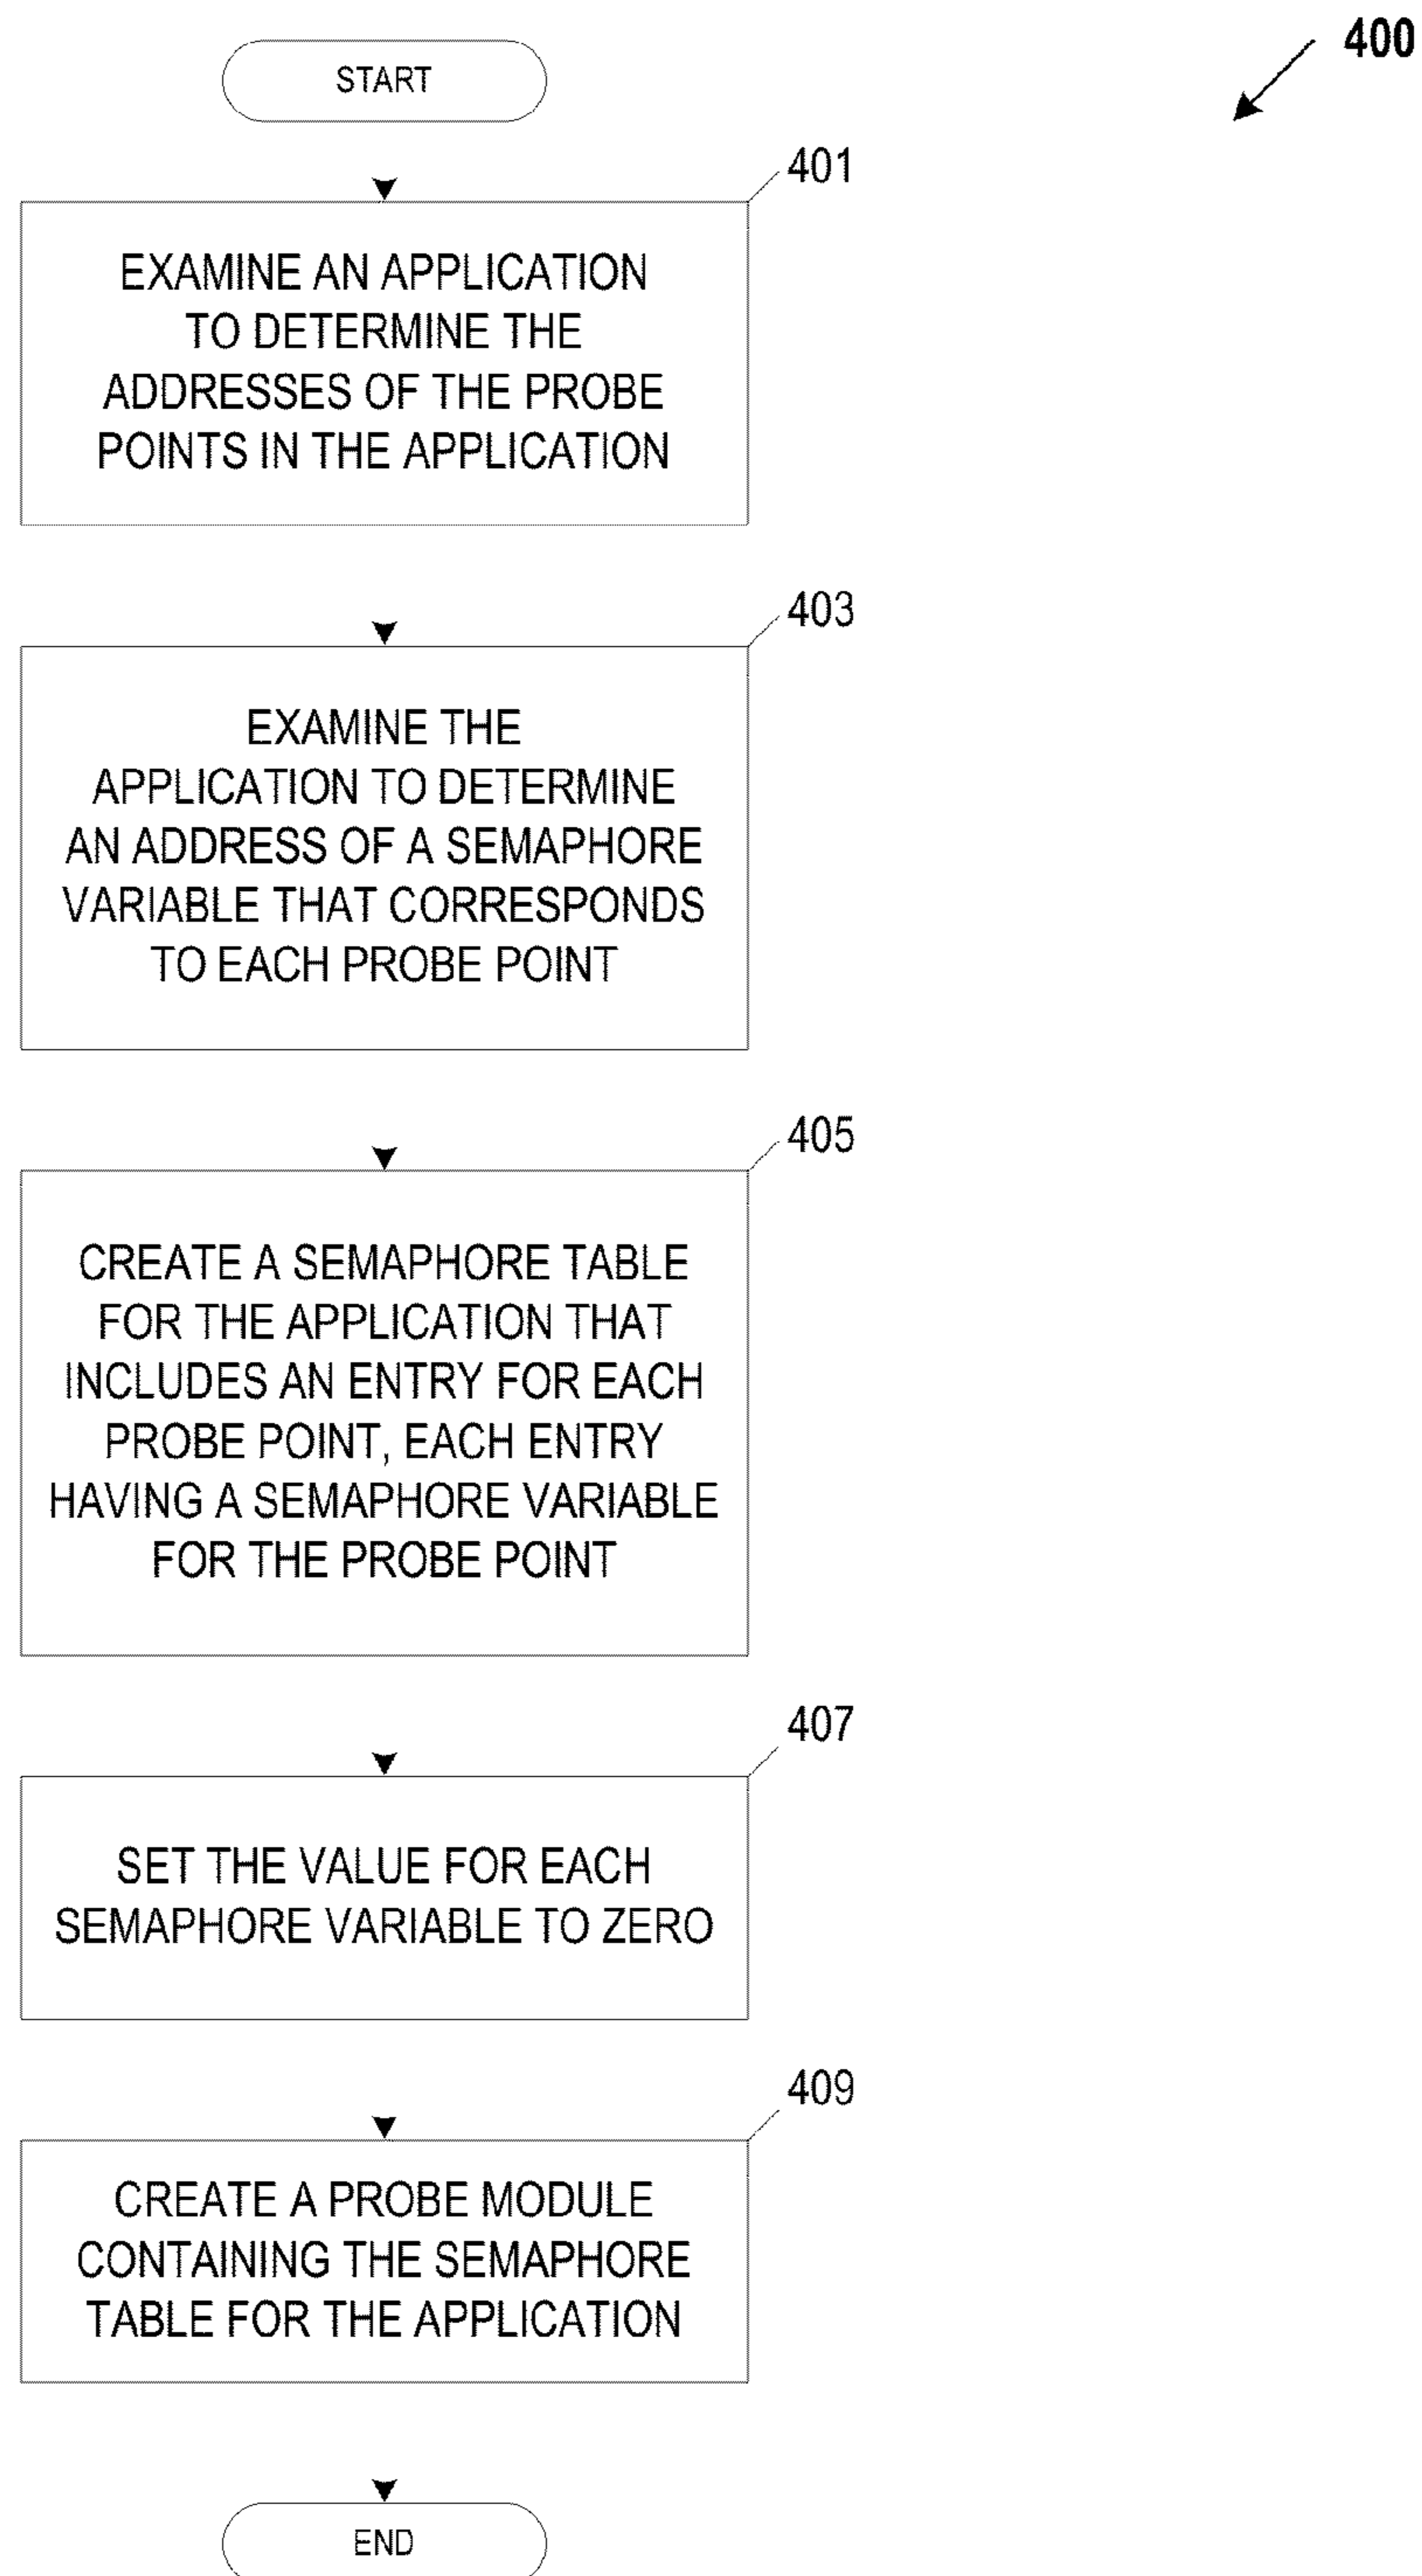 400
START
401
EXAMINE AN APPLICATION
TO DETERMINE THE
ADDRESSES OF THE PROBE
POINTS IN THE APPLICATION
403
EXAMINE THE
APPLICATION TO DETERMINE
AN ADDRESS OF A SEMAPHORE
VARIABLE THAT CORRESPONDS
TO EACH PROBE POINT
405
CREATE A SEMAPHORE TABLE
FOR THE APPLICATION THAT
INCLUDES AN ENTRY FOR EACH
PROBE POINT, EACH ENTRY
HAVING A SEMAPHORE VARIABLE
FOR THE PROBE POINT
407
SET THE VALUE FOR EACH
SEMAPHORE VARIABLE TO ZERO
409
CREATE A PROBE MODULE
CONTAINING THE SEMAPHORE
TABLE FOR THE APPLICATION
END